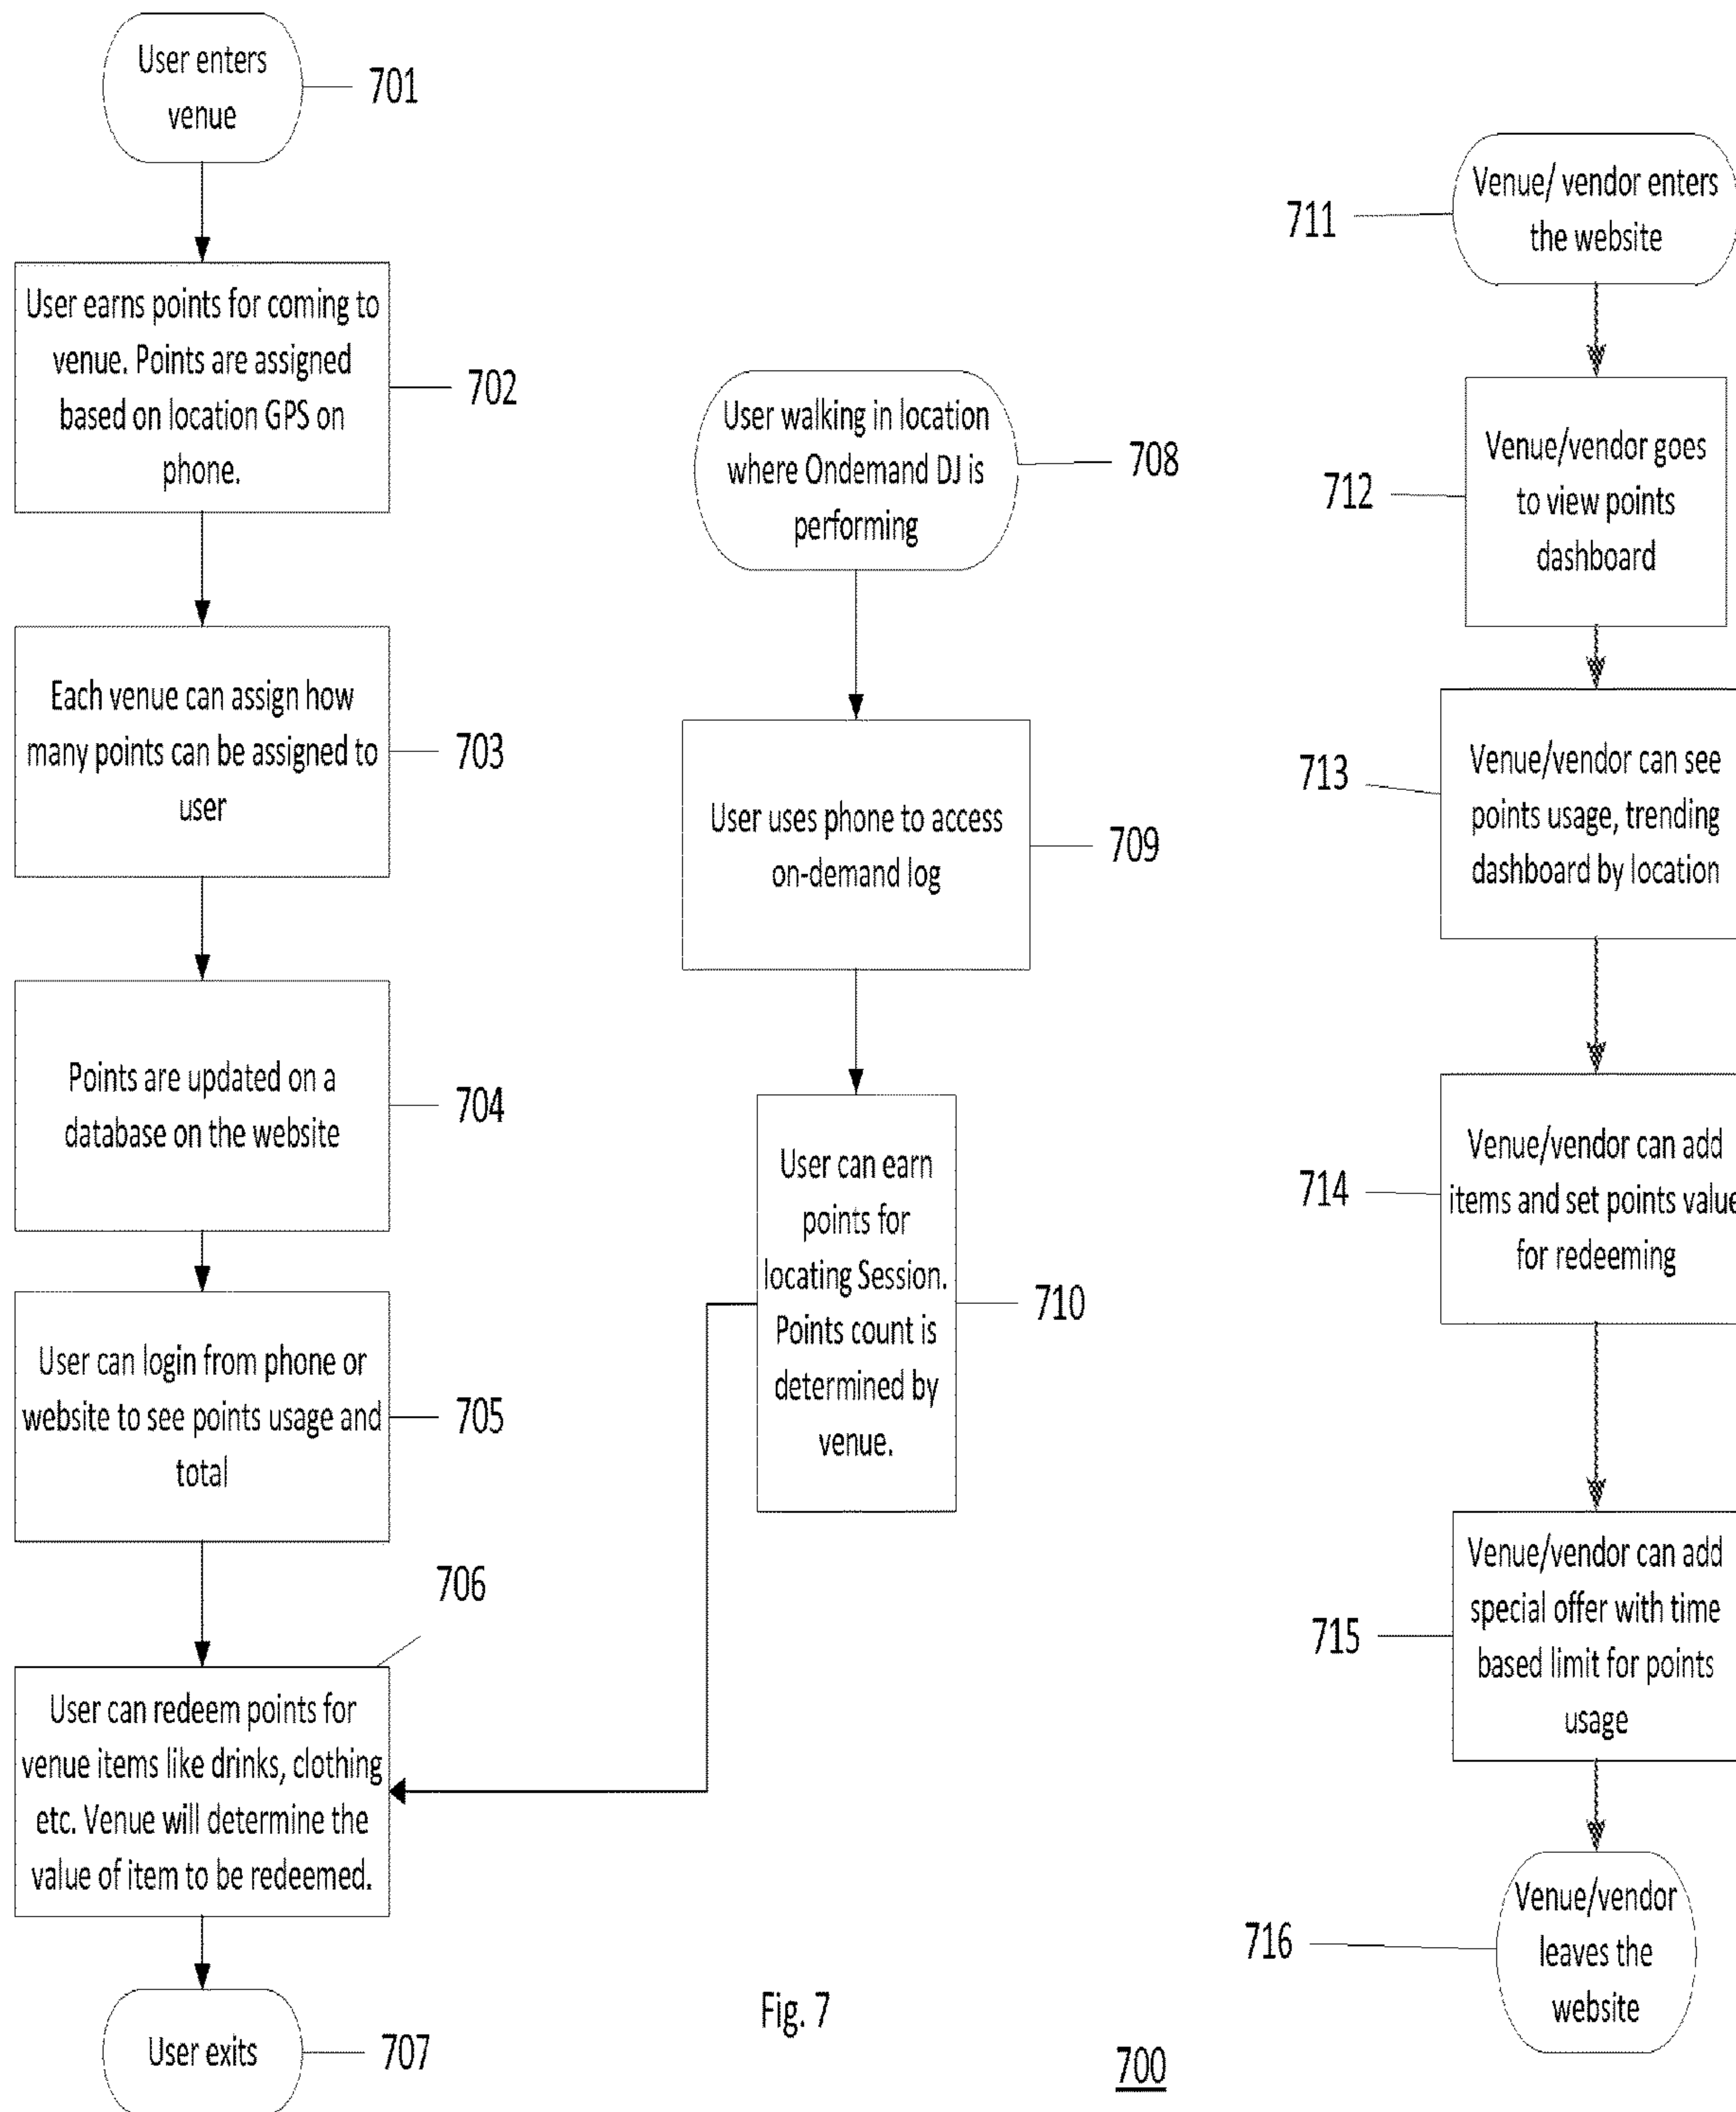 User enters
venue
701
User earns points for coming to
venue. Points are assigned
based on location GPS on
phone.
702
Each venue can assign how
many points can be assigned to
user
703
Points are updated on a
database on the website
704
User can login from phone or
website to see points usage and
total
705
706
User can redeem points for
venue items like drinks, clothing
etc. Venue will determine the
value of item to be redeemed.
User exits
707
User walking in location
where Ondemand DJ is
performing
708
User uses phone to access
on-demand log
709
User can earn
points for
locating Session.
Points count is
determined by
venue.
710
711
Venue/ vendor enters
the website
712
Venue/vendor goes
to view points
dashboard
713
Venue/vendor can see
points usage, trending
dashboard by location
714
Venue/vendor can add
items and set points value
for redeeming
715
Venue/vendor can add
special offer with time
based limit for points
usage
716
Venue/vendor
leaves the
website
Fig. 7
700